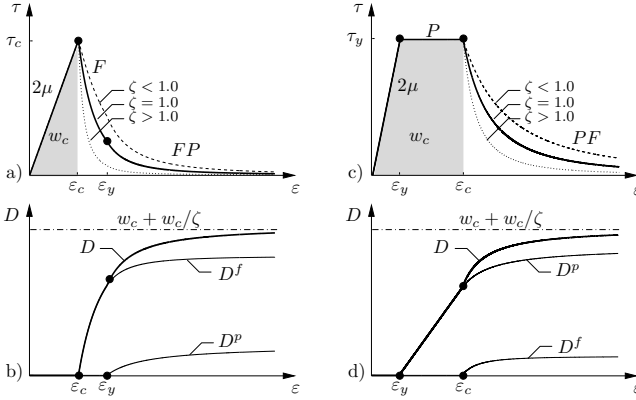 τ
τ_c
F
ζ < 1.0
ζ = 1.0
ζ > 1.0
2μ
w_c
FP
a)
ε_c
ε_y
ε
τ
τ_y
P
ζ < 1.0
ζ = 1.0
ζ > 1.0
2μ
w_c
PF
c)
ε_y
ε_c
ε
D
w_c + w_c/ζ
D
D^f
D^p
b)
ε_c
ε_y
ε
D
w_c + w_c/ζ
D
D^p
D^f
d)
ε_y
ε_c
ε